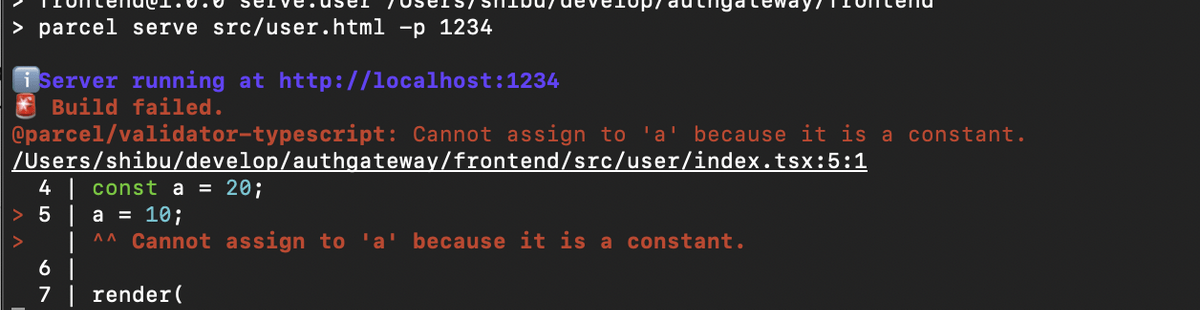 > frontend@1.0.0 serve:user /Users/shibu/develop/authgateway/frontend
> parcel serve src/user.html -p 1234
Server running at http://localhost:1234
Build failed.
@parcel/validator-typescript: Cannot assign to 'a' because it is a constant.
/Users/shibu/develop/authgateway/frontend/src/user/index.tsx:5:1
4 | const a = 20;
> 5 | a = 10;
> | ^^ Cannot assign to 'a' because it is a constant.
6 |
7 | render(